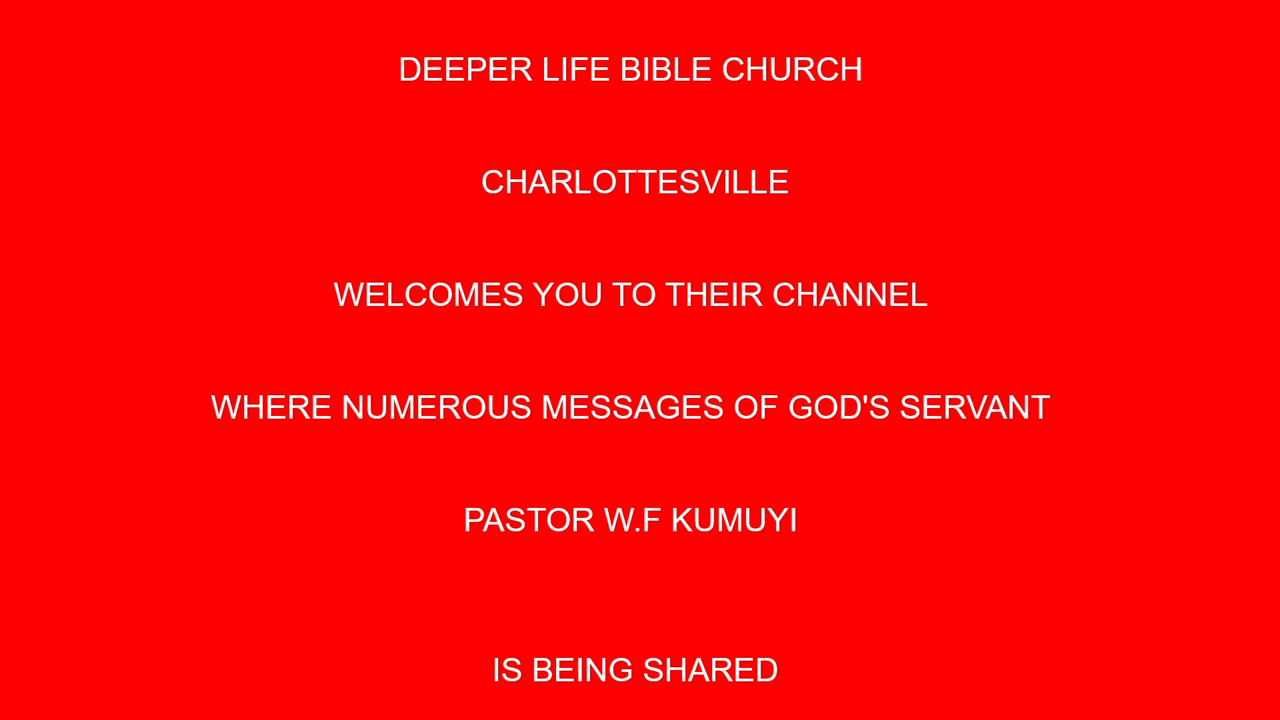 DEEPER LIFE BIBLE CHURCH
CHARLOTTESVILLE
WELCOMES YOU TO THEIR CHANNEL
WHERE NUMEROUS MESSAGES OF GOD'S SERVANT
PASTOR W.F KUMUYI
IS BEING SHARED